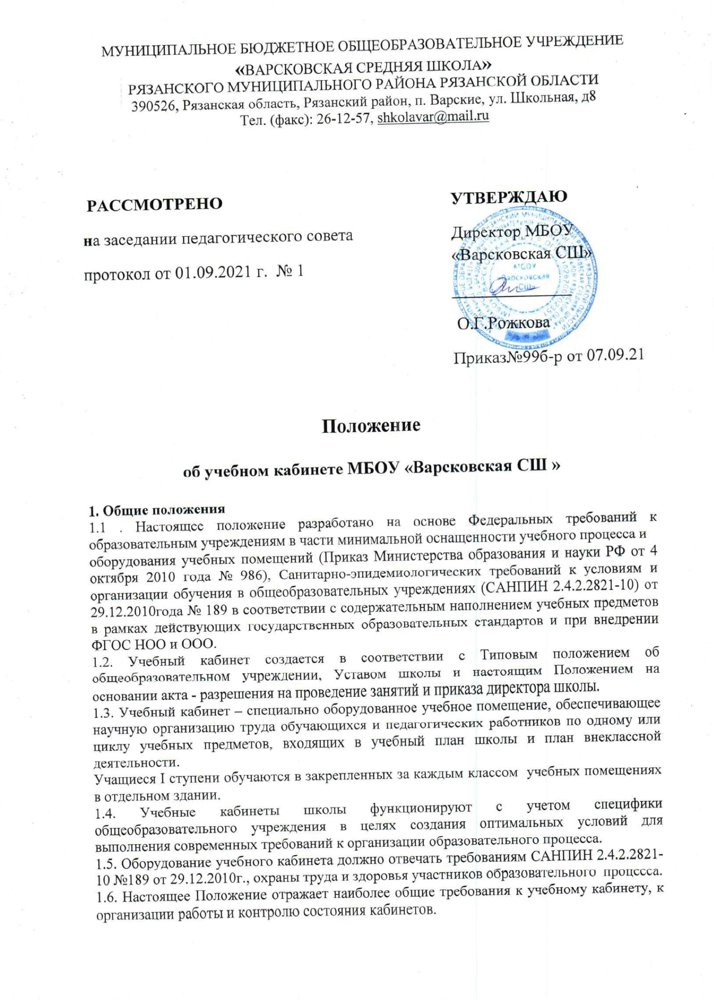 МУНИЦИПАЛЬНОЕ БЮДЖЕТНОЕ ОБЩЕОБРАЗОВАТЕЛЬНОЕ УЧРЕЖДЕНИЕ
«ВАРСКОВСКАЯ СРЕДНЯЯ ШКОЛА»
РЯЗАНСКОГО МУНИЦИПАЛЬНОГО РАЙОНА РЯЗАНСКОЙ ОБЛАСТИ
390526, Рязанская область, Рязанский район, п. Варские, ул. Школьная, д8
Тел. (факс): 26-12-57, shkolavar@mail.ru
РАССМОТРЕНО
на заседании педагогического совета
протокол от 01.09.2021 г. № 1
УТВЕРЖДАЮ
Директор МБОУ
«Варсковская СШ»
МБОУ
«Варсковская
СШ»
О.Г.Рожкова
Приказ№99б-р от 07.09.21
Положение
об учебном кабинете МБОУ «Варсковская СШ »
1. Общие положения
1.1 . Настоящее положение разработано на основе Федеральных требований к
образовательным учреждениям в части минимальной оснащенности учебного процесса и
оборудования учебных помещений (Приказ Министерства образования и науки РФ от 4
октября 2010 года № 986), Санитарно-эпидемиологических требований к условиям и
организации обучения в общеобразовательных учреждениях (САНПИН 2.4.2.2821-10) от
29.12.2010года № 189 в соответствии с содержательным наполнением учебных предметов
в рамках действующих государственных образовательных стандартов и при внедрении
ФГОС НОО и ООО.
1.2. Учебный кабинет создается в соответствии с Типовым положением об
общеобразовательном учреждении, Уставом школы и настоящим Положением на
основании акта - разрешения на проведение занятий и приказа директора школы.
1.3. Учебный кабинет – специально оборудованное учебное помещение, обеспечивающее
научную организацию труда обучающихся и педагогических работников по одному или
циклу учебных предметов, входящих в учебный план школы и план внеклассной
деятельности.
Учащиеся I ступени обучаются в закрепленных за каждым классом учебных помещениях
в отдельном здании.
1.4. Учебные кабинеты школы функционируют с учетом специфики
общеобразовательного учреждения в целях создания оптимальных условий для
выполнения современных требований к организации образовательного процесса.
1.5. Оборудование учебного кабинета должно отвечать требованиям САНПИН 2.4.2.2821-
10 №189 от 29.12.2010г., охраны труда и здоровья участников образовательного процесса.
1.6. Настоящее Положение отражает наиболее общие требования к учебному кабинету, к
организации работы и контролю состояния кабинетов.